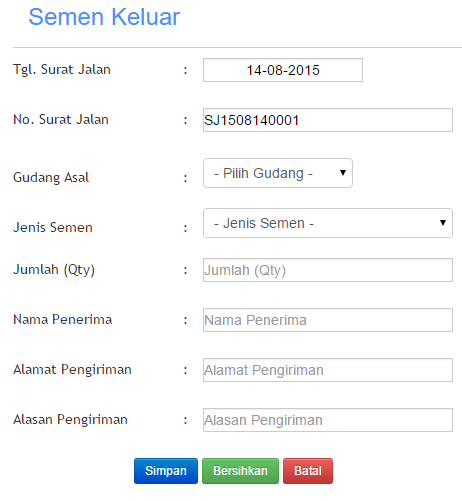 Semen Keluar
Tgl. Surat Jalan : 14-08-2015
No. Surat Jalan : SJ1508140001
Gudang Asal : - Pilih Gudang -
Jenis Semen : - Jenis Semen -
Jumlah (Qty) : Jumlah (Qty)
Nama Penerima : Nama Penerima
Alamat Pengiriman : Alamat Pengiriman
Alasan Pengiriman : Alasan Pengiriman
Simpan Bersihkan Batal